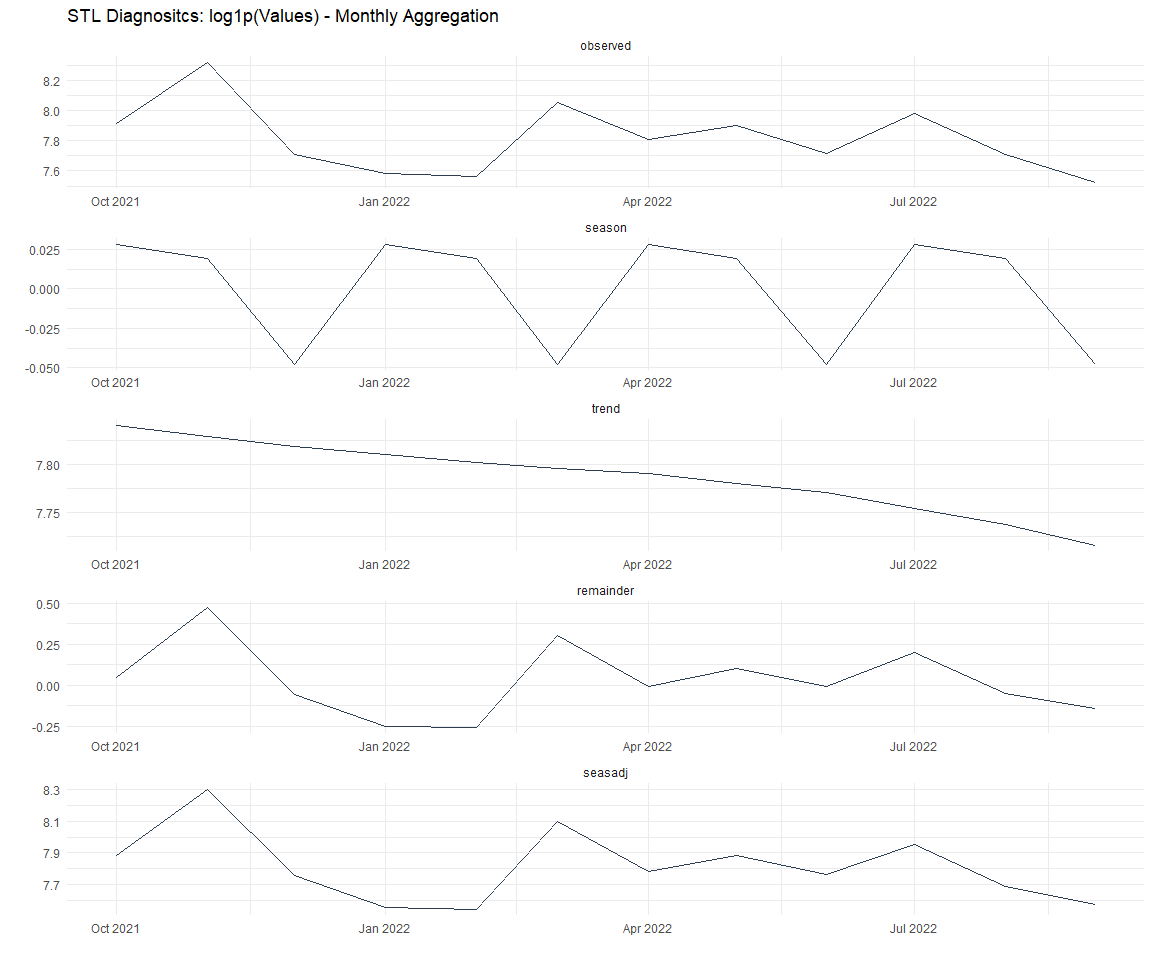 STL Diagnositcs: log1p(Values) - Monthly Aggregation
observed
8.2
8.0
7.8
7.6
Oct 2021 Jan 2022 Apr 2022 Jul 2022
season
0.025
0.000
-0.025
-0.050
Oct 2021 Jan 2022 Apr 2022 Jul 2022
trend
7.80
7.75
Oct 2021 Jan 2022 Apr 2022 Jul 2022
remainder
0.50
0.25
0.00
-0.25
Oct 2021 Jan 2022 Apr 2022 Jul 2022
seasadj
8.3
8.1
7.9
7.7
Oct 2021 Jan 2022 Apr 2022 Jul 2022